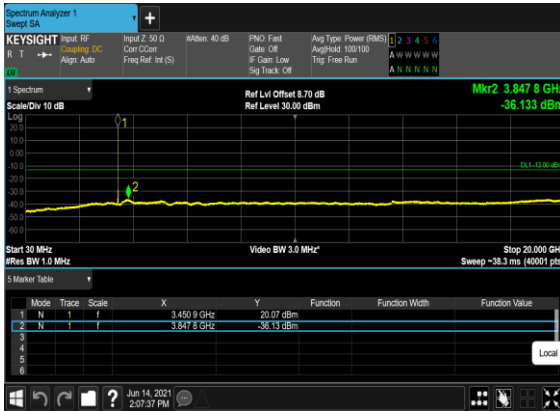 Spectrum Analyzer 1
Swept SA
+
KEYSIGHT
R T
Input: RF
Coupling: DC
Align: Auto
Input Z: 50 Ω
Corr CCorr
Freq Ref: Int (S)
#Atten: 40 dB
PNO: Fast
Gate: Off
IF Gain: Low
Sig Track: Off
Avg Type: Power (RMS)
Avg|Hold: 100/100
Trig: Free Run
1 2 3 4 5 6
A W W W W W
A N N N N N
1 Spectrum
Scale/Div 10 dB
Ref Lvl Offset 8.70 dB
Ref Level 30.00 dBm
Mkr2 3.847 8 GHz
-36.133 dBm
Log
20.0
10.0
0.00
-10.0
-20.0
-30.0
-40.0
-50.0
-60.0
1
2
DL1 -13.00 dBm
Start 30 MHz
#Res BW 1.0 MHz
Video BW 3.0 MHz*
Stop 20.000 GHz
Sweep ~38.3 ms (40001 pts)
5 Marker Table
Mode Trace Scale X Y Function Function Width Function Value
1 N 1 f 3.450 9 GHz 20.07 dBm
2 N 1 f 3.847 8 GHz -36.13 dBm
3
4
5
6
Local
?
Jun 14, 2021
2:07:37 PM